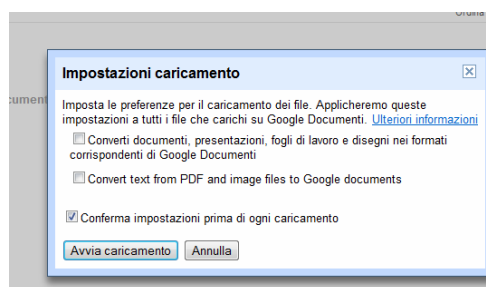 Ordina
Impostazioni caricamento
cument
Imposta le preferenze per il caricamento dei file. Applicheremo queste
impostazioni a tutti i file che carichi su Google Documenti. Ulteriori informazioni
Converti documenti, presentazioni, fogli di lavoro e disegni nei formati
corrispondenti di Google Documenti
Convert text from PDF and image files to Google documents
Conferma impostazioni prima di ogni caricamento
Avvia caricamento Annulla